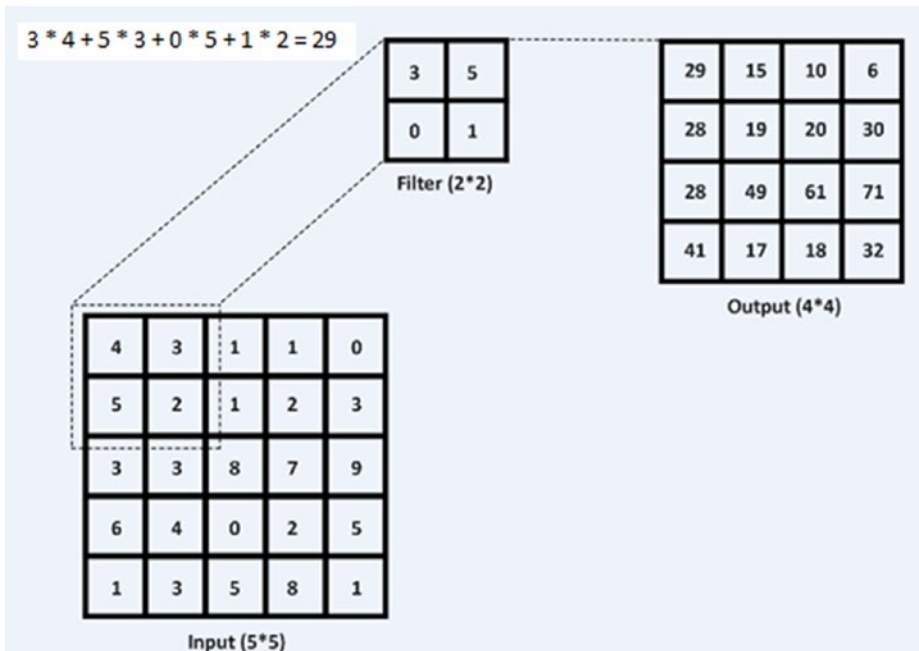 3 * 4 + 5 * 3 + 0 * 5 + 1 * 2 = 29
3 5
0 1
Filter (2*2)
29 15 10 6
28 19 20 30
28 49 61 71
41 17 18 32
Output (4*4)
4 3 1 1 0
5 2 1 2 3
3 3 8 7 9
6 4 0 2 5
1 3 5 8 1
Input (5*5)